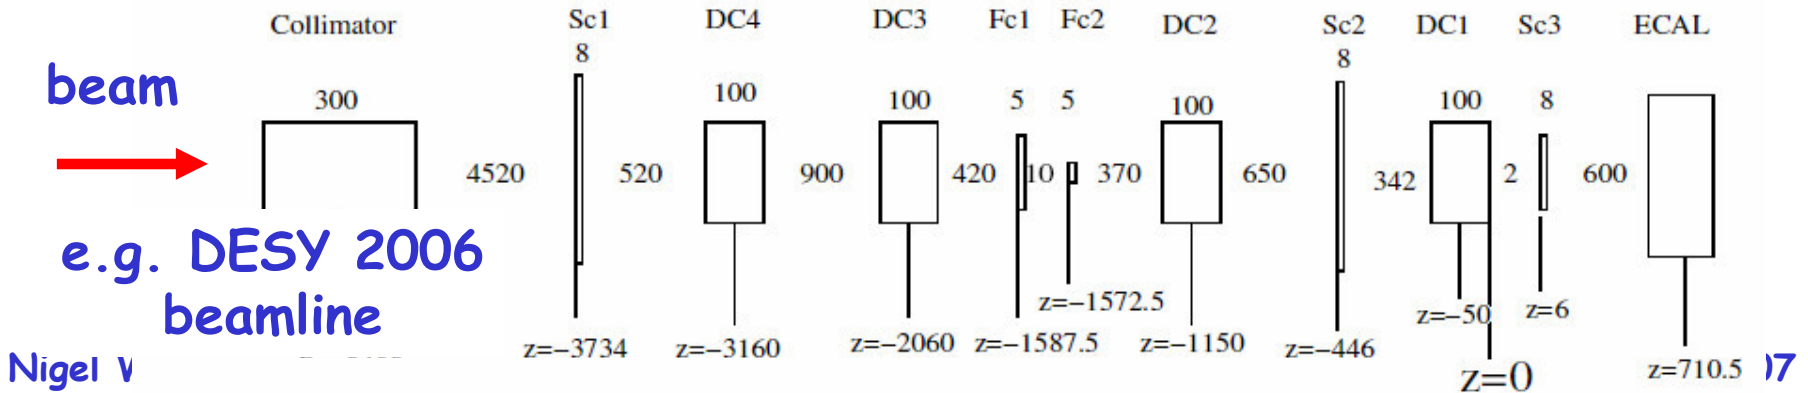 Collimator Sc1 DC4 DC3 Fc1 Fc2 DC2 Sc2 DC1 Sc3 ECAL
8 8
beam
300 100 100 5 5 100 100 8
4520 520 900 420 10 370 650 342 2 600
e.g. DESY 2006
beamline
z=−1572.5 z=−50 z=6
z=−3734 z=−3160 z=−2060 z=−1587.5 z=−1150 z=−446
Nigel z=0 z=710.5 07